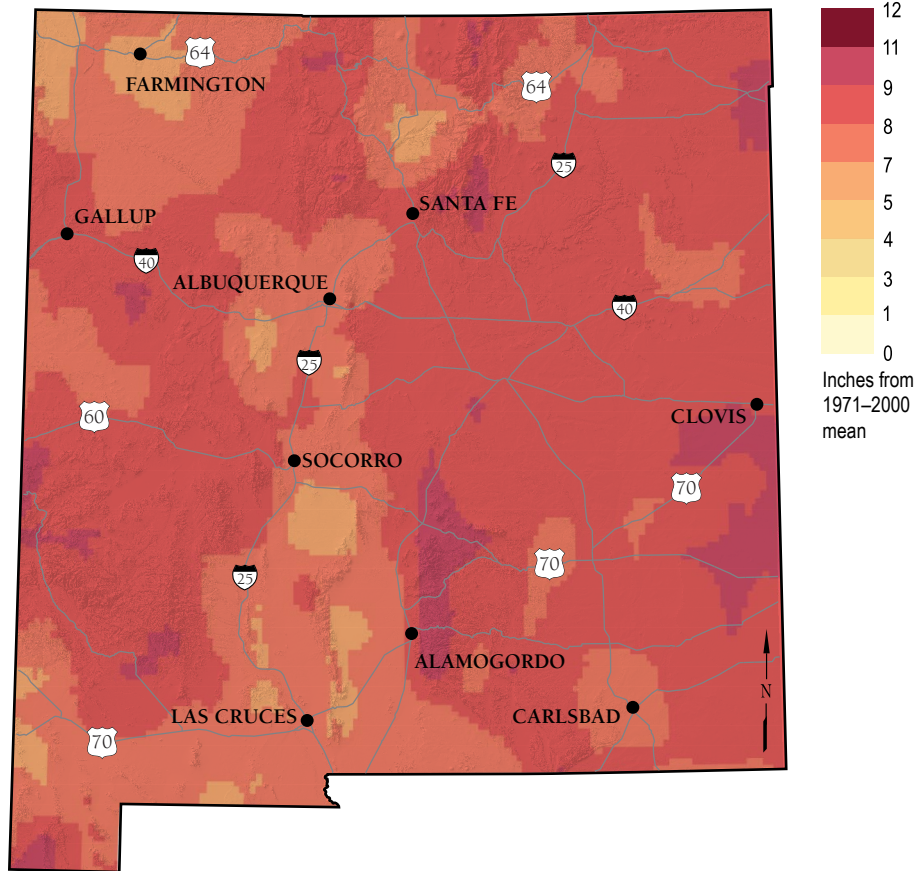 64
FARMINGTON
64
25
SANTA FE
GALLUP
40
ALBUQUERQUE
40
25
60
CLOVIS
SOCORRO
70
70
25
ALAMOGORDO
N
LAS CRUCES
CARLSBAD
70
12
11
9
8
7
5
4
3
1
0
Inches from
1971–2000
mean